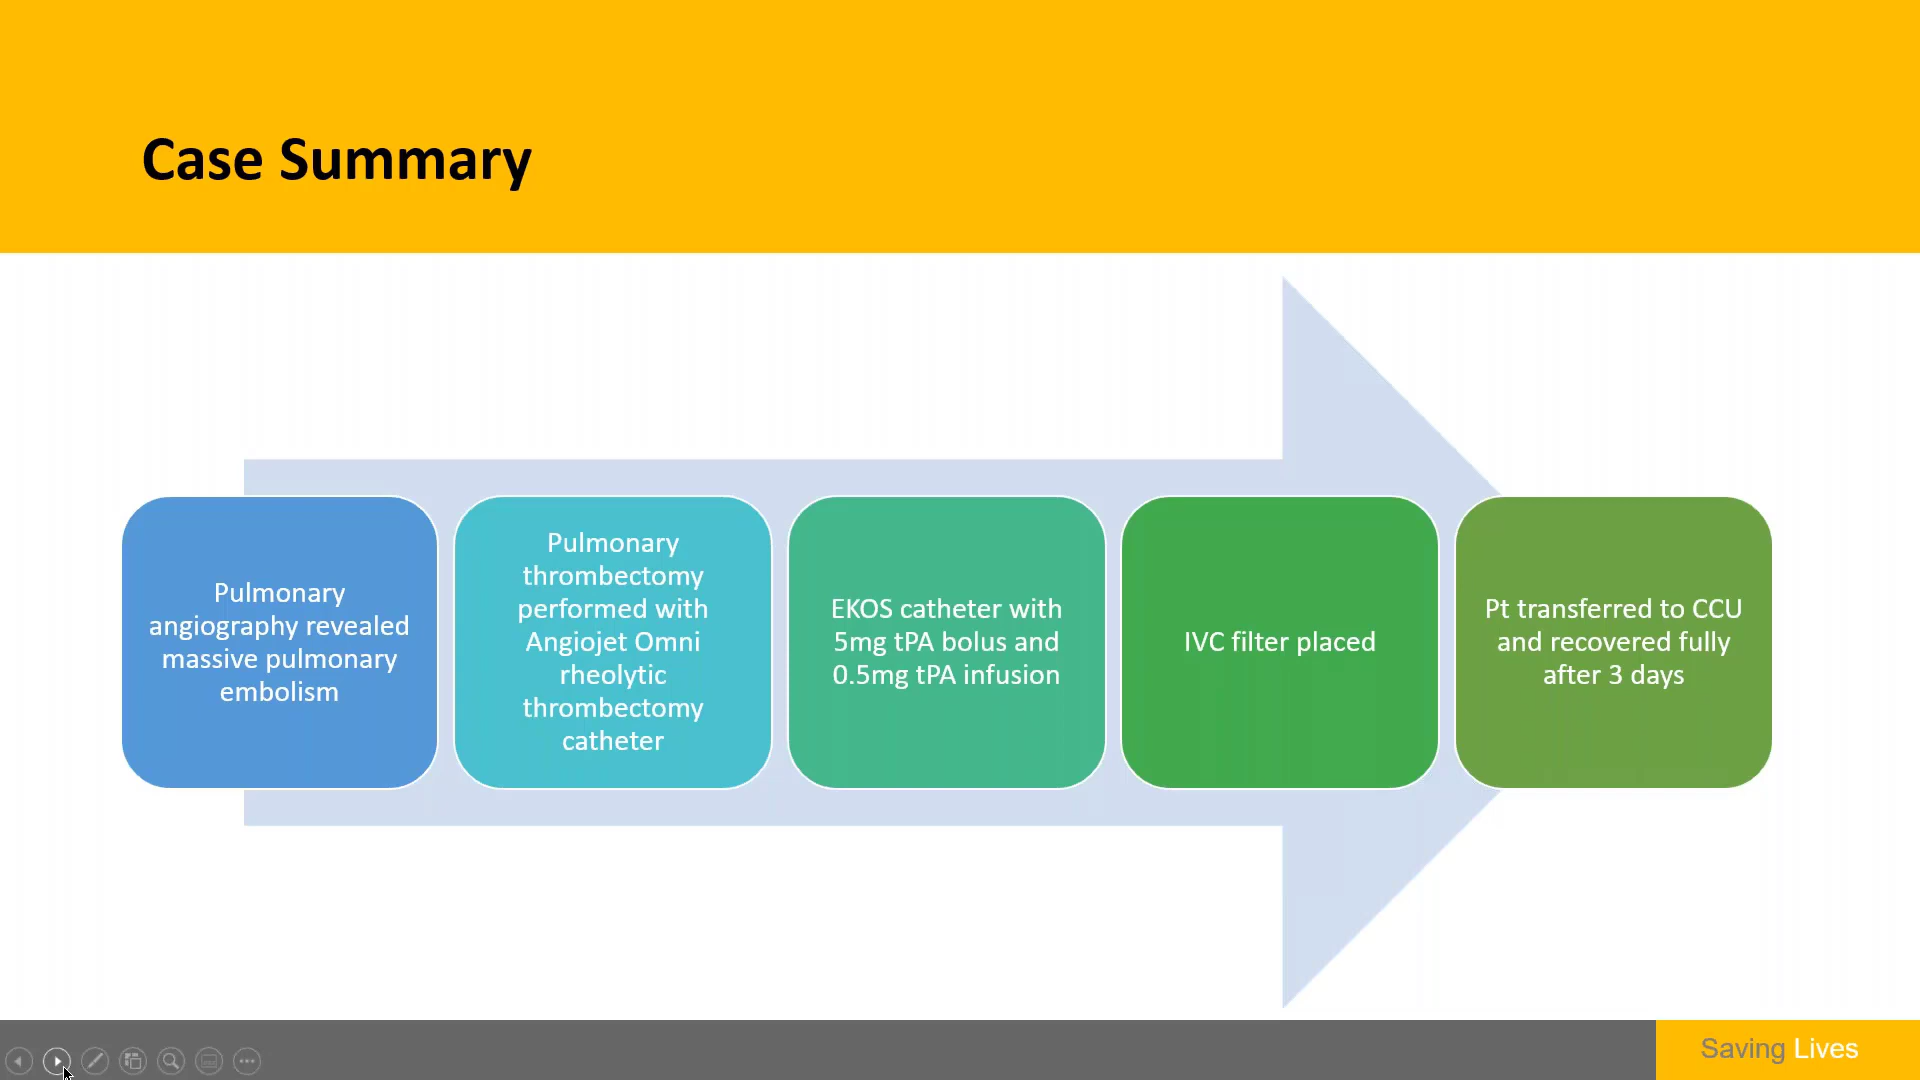 Case Summary
Pulmonary
angiography revealed
massive pulmonary
embolism
Pulmonary
thrombectomy
performed with
Angiojet Omni
rheolytic
thrombectomy
catheter
EKOS catheter with
5mg tPA bolus and
0.5mg tPA infusion
IVC filter placed
Pt transferred to CCU
and recovered fully
after 3 days
Saving Lives